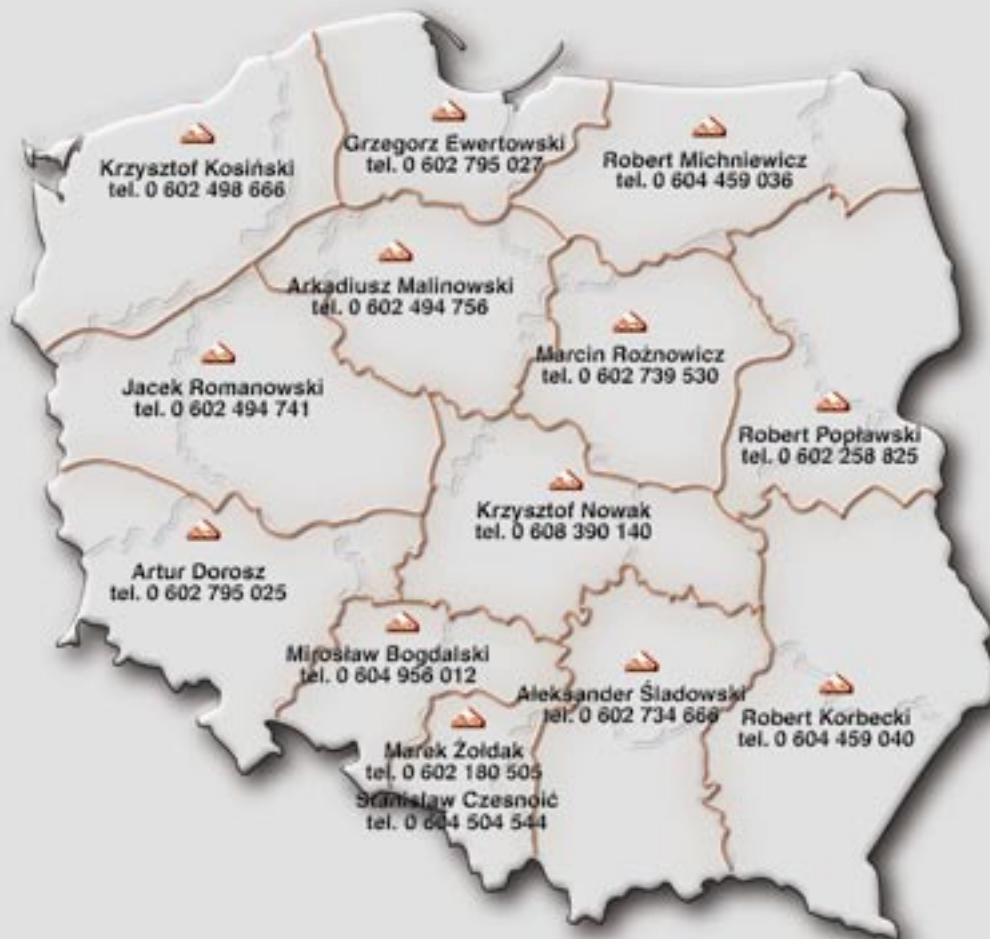 Grzegorz Ewertowski
tel. 0 602 795 027
Krzysztof Kosiński
tel. 0 602 498 666
Robert Michniewicz
tel. 0 604 459 036
Arkadiusz Malinowski
tel. 0 602 494 756
Marcin Rożnowicz
tel. 0 602 739 530
Jacek Romanowski
tel. 0 602 494 741
Robert Popławski
tel. 0 602 258 825
Krzysztof Nowak
tel. 0 608 390 140
Artur Dorosz
tel. 0 602 795 025
Mirosław Bogdalski
tel. 0 604 956 012
Aleksander Śladowski
tel. 0 602 734 666
Robert Korbecki
tel. 0 604 459 040
Marek Żołdak
tel. 0 602 180 505
Stanisław Czesnoić
tel. 0 604 504 544